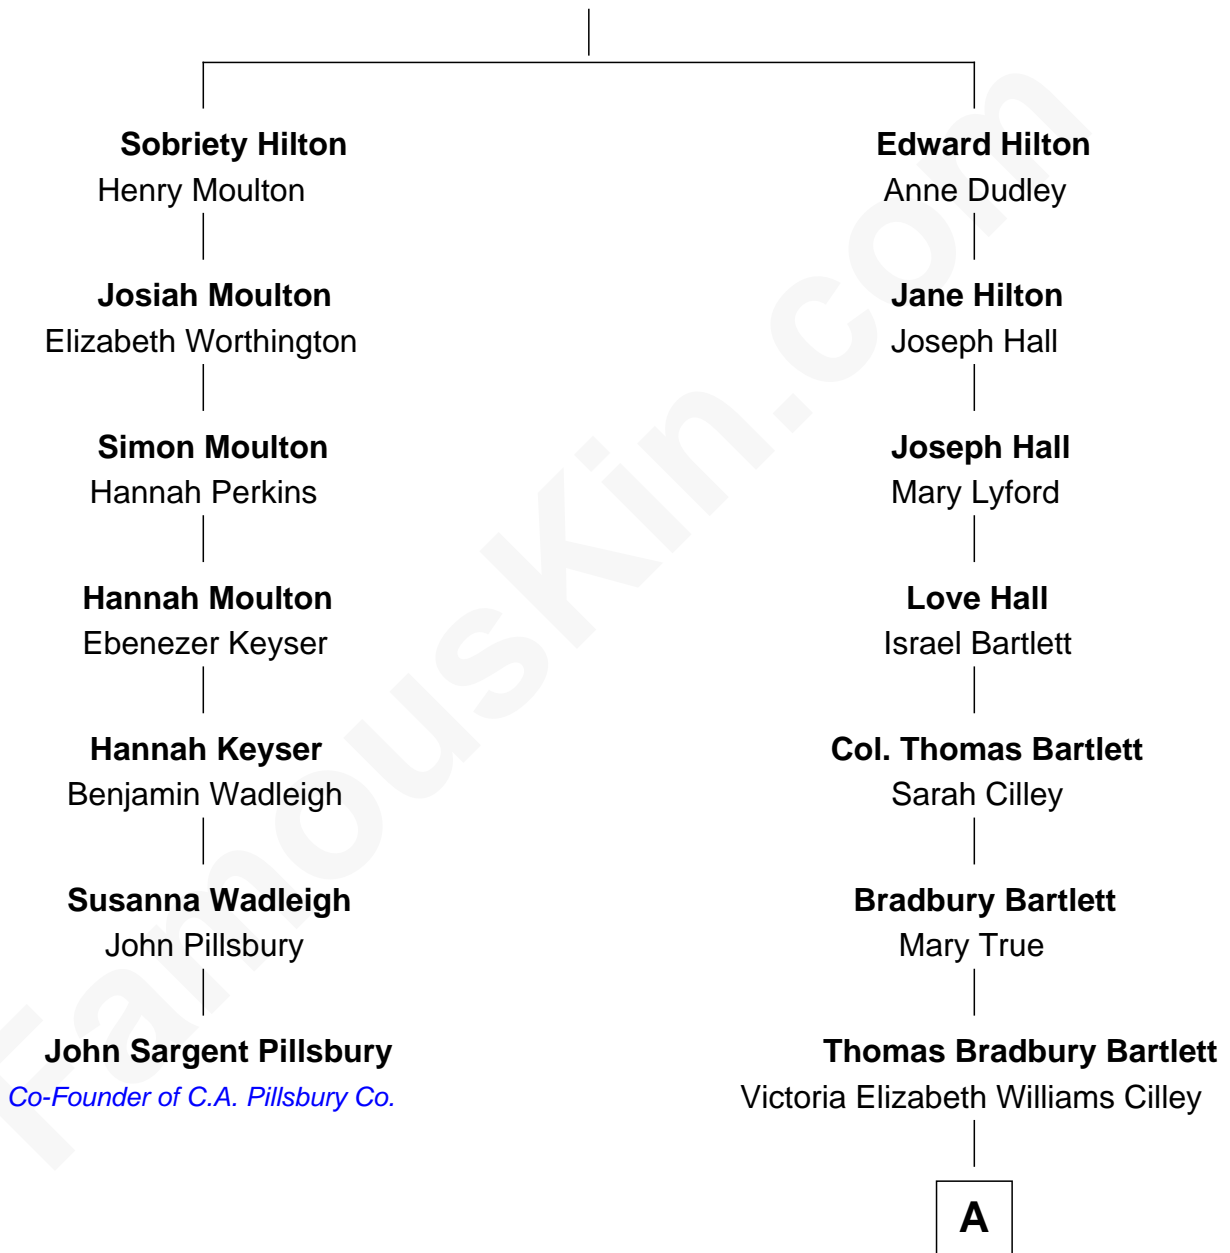 Sobriety Hilton
Henry Moulton
Josiah Moulton
Elizabeth Worthington
Simon Moulton
Hannah Perkins
Hannah Moulton
Ebenezer Keyser
Hannah Keyser
Benjamin Wadleigh
Susanna Wadleigh
John Pillsbury
John Sargent Pillsbury
Co-Founder of C.A. Pillsbury Co.
Edward Hilton
Anne Dudley
Jane Hilton
Joseph Hall
Joseph Hall
Mary Lyford
Love Hall
Israel Bartlett
Col. Thomas Bartlett
Sarah Cilley
Bradbury Bartlett
Mary True
Thomas Bradbury Bartlett
Victoria Elizabeth Williams Cilley
A
FamousKin.com